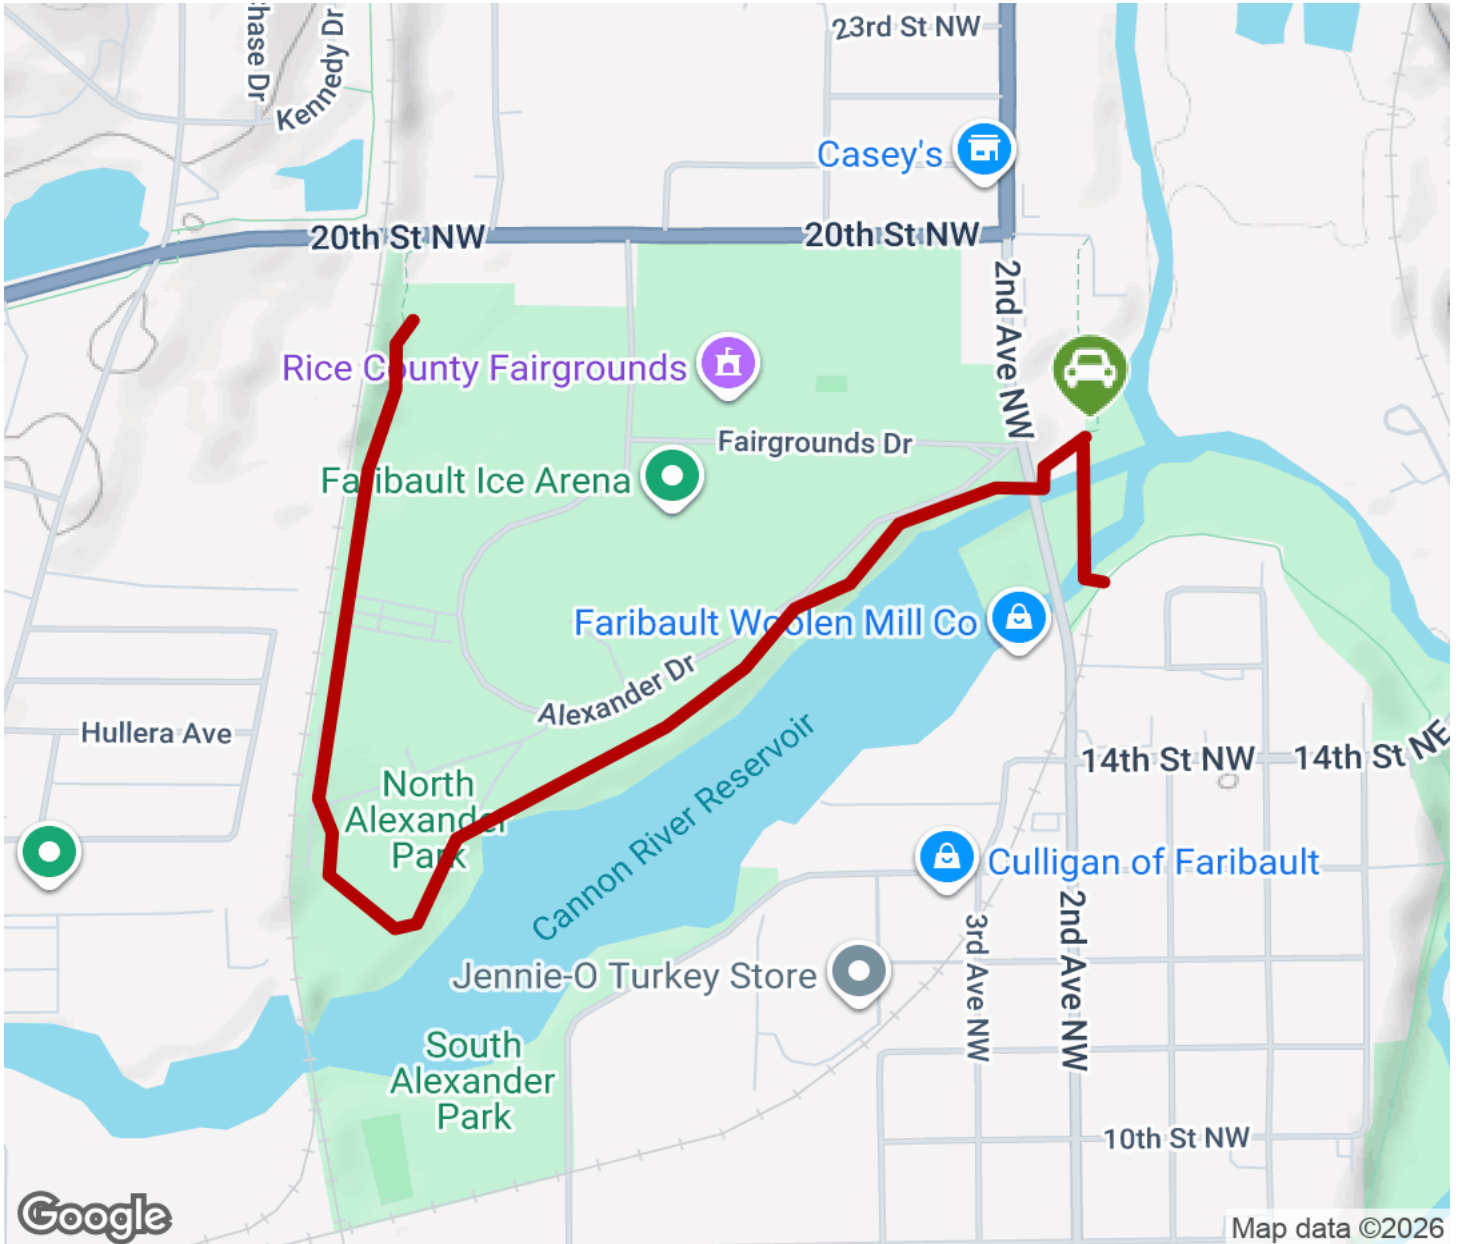 hase Dr
Kennedy Dr
23rd St NW
Casey's
20th St NW
20th St NW
2nd Ave NW
Rice County Fairgrounds
Fairgrounds Dr
Faribault Ice Arena
Faribault Woolen Mill Co
Alexander Dr
Hullera Ave
14th St NW
14th St NE
North
Alexander
Park
Cannon River Reservoir
Culligan of Faribault
3rd Ave NW
2nd Ave NW
Jennie-O Turkey Store
South
Alexander
Park
10th St NW
Google
Map data ©2026